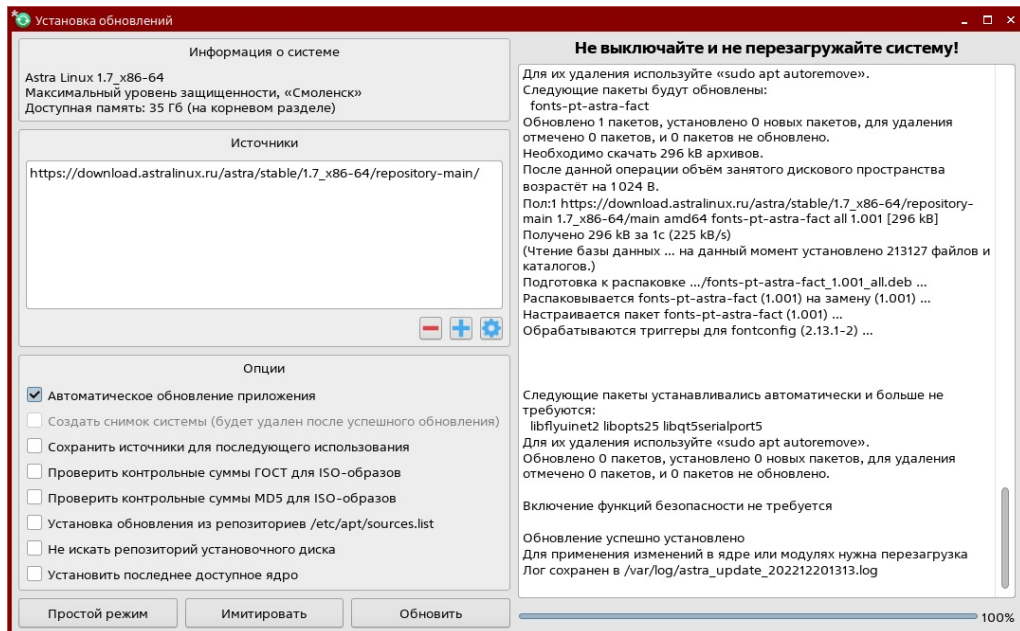 Установка обновлений
Информация о системе
Astra Linux 1.7_x86-64
Максимальный уровень защищенности, «Смоленск»
Доступная память: 35 Гб (на корневом разделе)
Источники
https://download.astralinux.ru/astra/stable/1.7_x86-64/repository-main/
Опции
Автоматическое обновление приложения
Создать снимок системы (будет удален после успешного обновления)
Сохранить источники для последующего использования
Проверить контрольные суммы ГОСТ для ISO-образов
Проверить контрольные суммы MD5 для ISO-образов
Установка обновления из репозиториев /etc/apt/sources.list
Не искать репозиторий установочного диска
Установить последнее доступное ядро
Простой режим
Имитировать
Обновить
Не выключайте и не перезагружайте систему!
Для их удаления используйте «sudo apt autoremove».
Следующие пакеты будут обновлены:
fonts-pt-astra-fact
Обновлено 1 пакетов, установлено 0 новых пакетов, для удаления
отмечено 0 пакетов, и 0 пакетов не обновлено.
Необходимо скачать 296 kB архивов.
После данной операции объём занятого дискового пространства
возрастёт на 1024 B.
Пол:1 https://download.astralinux.ru/astra/stable/1.7_x86-64/repository-
main 1.7_x86-64/main amd64 fonts-pt-astra-fact all 1.001 [296 kB]
Получено 296 kB за 1с (225 kB/s)
(Чтение базы данных ... на данный момент установлено 213127 файлов и
каталогов.)
Подготовка к распаковке .../fonts-pt-astra-fact_1.001_all.deb ...
Распаковывается fonts-pt-astra-fact (1.001) на замену (1.001) ...
Настраивается пакет fonts-pt-astra-fact (1.001) ...
Обрабатываются триггеры для fontconfig (2.13.1-2) ...
Следующие пакеты устанавливались автоматически и больше не
требуются:
libflyuinet2 libopts25 libqt5serialport5
Для их удаления используйте «sudo apt autoremove».
Обновлено 0 пакетов, установлено 0 новых пакетов, для удаления
отмечено 0 пакетов, и 0 пакетов не обновлено.
Включение функций безопасности не требуется
Обновление успешно установлено
Для применения изменений в ядре или модулях нужна перезагрузка
Лог сохранен в /var/log/astra_update_202212201313.log
100%